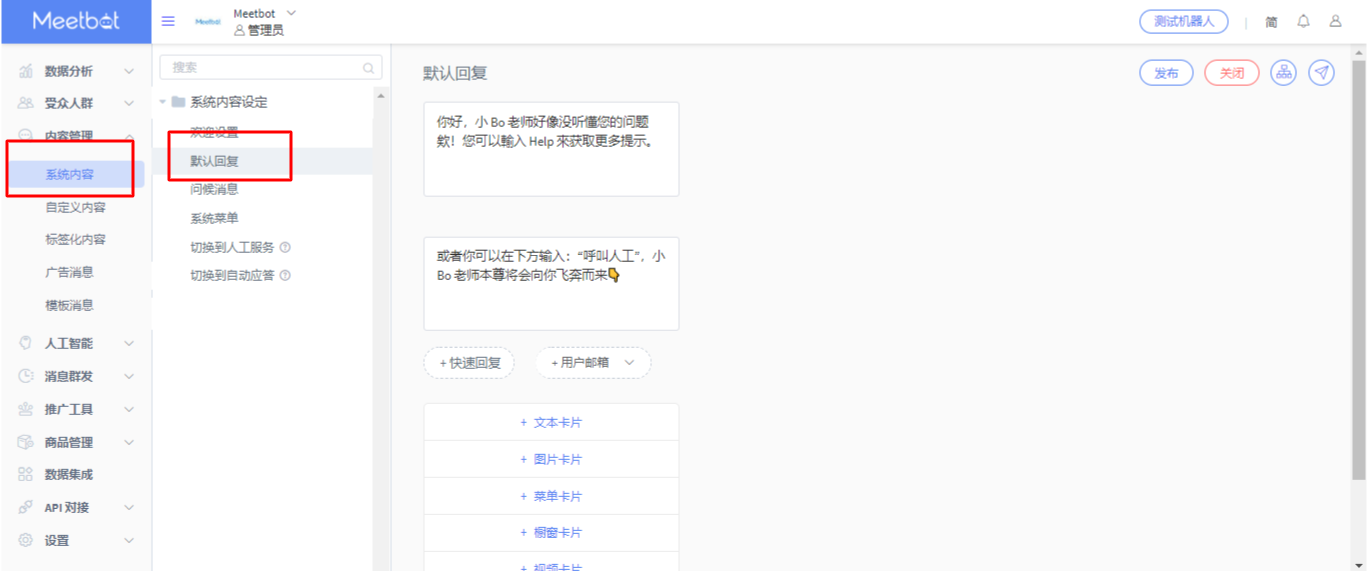 Meetbot
Meetbot
Meetbot
管理员
测试机器人
简
数据分析
受众人群
内容管理
系统内容
自定义内容
标签化内容
广告消息
模板消息
人工智能
消息群发
推广工具
商品管理
数据集成
API 对接
设置
搜索
系统内容设定
欢迎设置
默认回复
问候消息
系统菜单
切换到人工服务
切换到自动应答
默认回复
发布
关闭
你好，小 Bo 老师好像没听懂您的问题
欸！您可以輸入 Help 來获取更多提示。
或者你可以在下方输入：“呼叫人工”，小
Bo 老师本尊将会向你飞奔而来👇
+ 快速回复
+ 用户邮箱
+ 文本卡片
+ 图片卡片
+ 菜单卡片
+ 橱窗卡片
+ 视频卡片